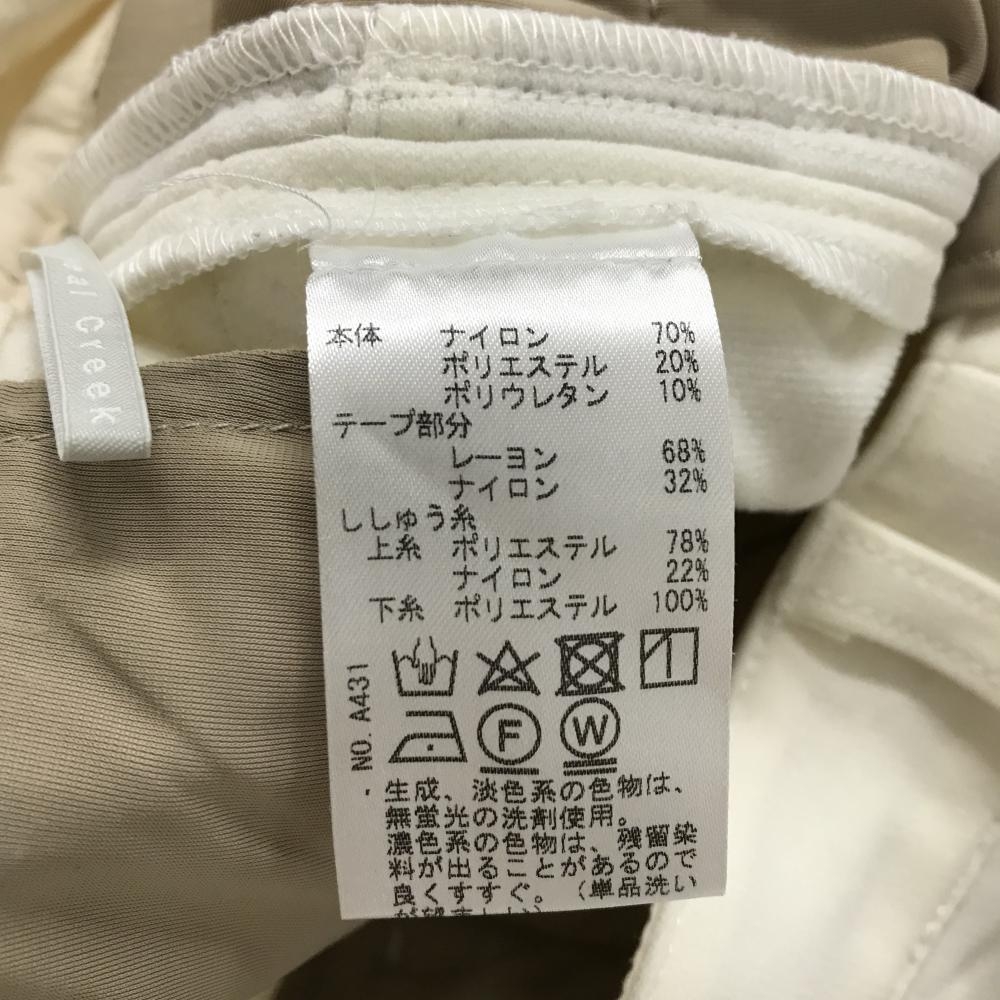 本体 ナイロン 70%
ポリエステル 20%
ポリウレタン 10%
テープ部分
レーヨン 68%
ナイロン 32%
ししゅう糸
上糸 ポリエステル 78%
ナイロン 22%
下糸 ポリエステル 100%
F W
NO. A431
・生成、淡色系の色物は、
無蛍光の洗剤使用。
濃色系の色物は、残留染
料が出ることがあるので
良くすすぐ。(単品洗い
が望ましい)
al Creek